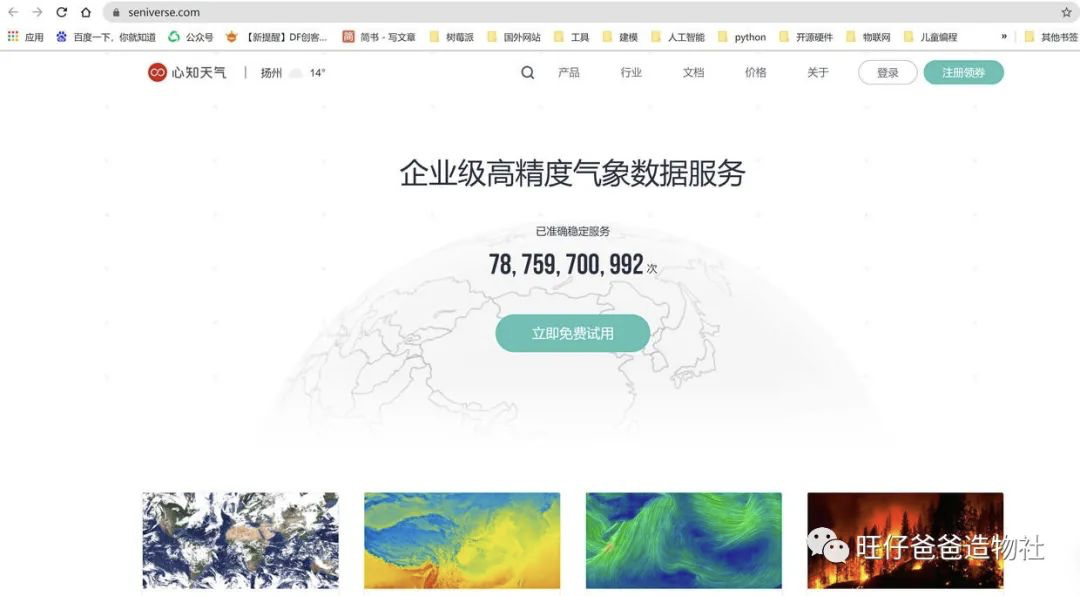 seniverse.com
应用 百度一下，你就知道 公众号 【新提醒】DF创客... 简书 - 写文章 树莓派 国外网站 工具 建模 人工智能 python 开源硬件 物联网 儿童编程 » 其他书签
心知天气 | 扬州 14° 产品 行业 文档 价格 关于 登录 注册领券
企业级高精度气象数据服务
已准确稳定服务
78,759,700,992次
立即免费试用
旺仔爸爸造物社